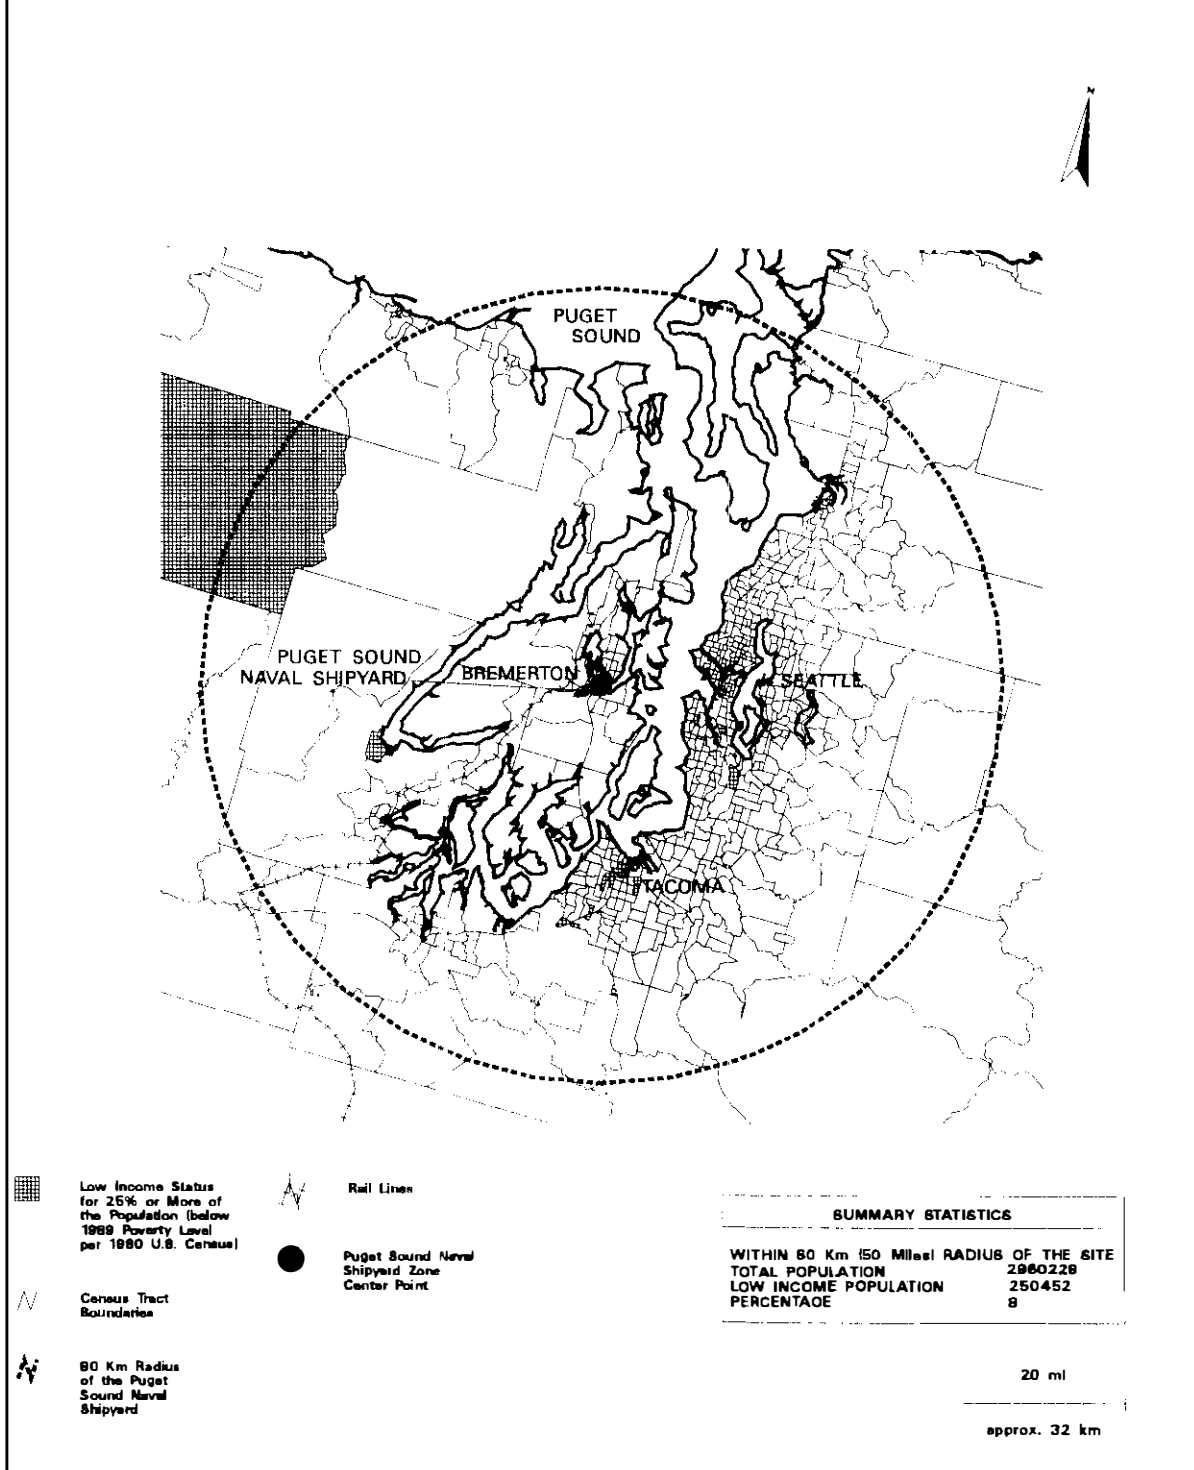 N
PUGET
SOUND
PUGET SOUND
NAVAL SHIPYARD
BREMERTON
SEATTLE
TACOMA
Low Income Status
for 25% or More of
the Population (below
1989 Poverty Level
per 1990 U.S. Census)
Census Tract
Boundaries
80 Km Radius
of the Puget
Sound Naval
Shipyard
Rail Lines
Puget Sound Naval
Shipyard Zone
Center Point
SUMMARY STATISTICS
WITHIN 80 Km (50 Miles) RADIUS OF THE SITE
TOTAL POPULATION 2960228
LOW INCOME POPULATION 250452
PERCENTAGE 8
20 mi
approx. 32 km